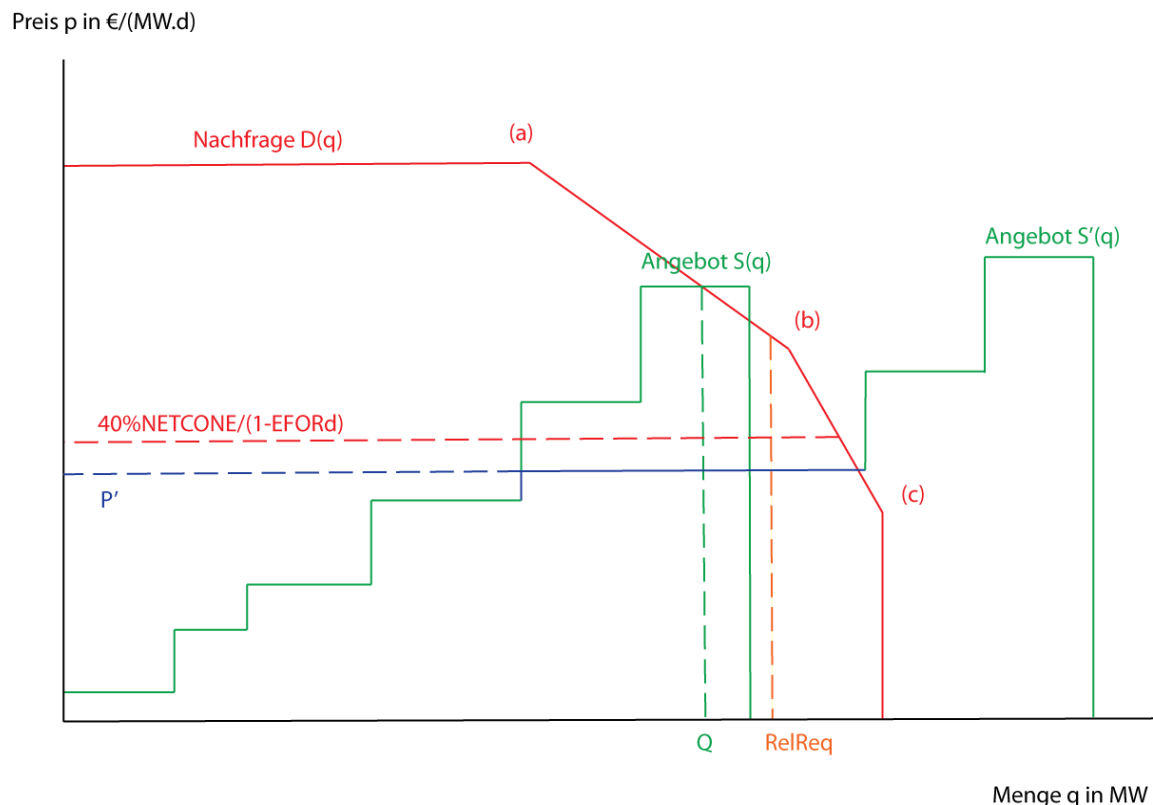 Preis p in €/(MW.d)
Nachfrage D(q)
(a)
Angebot S'(q)
Angebot S(q)
(b)
40%NETCONE/(1-EFORd)
P'
(c)
Q
RelReq
Menge q in MW